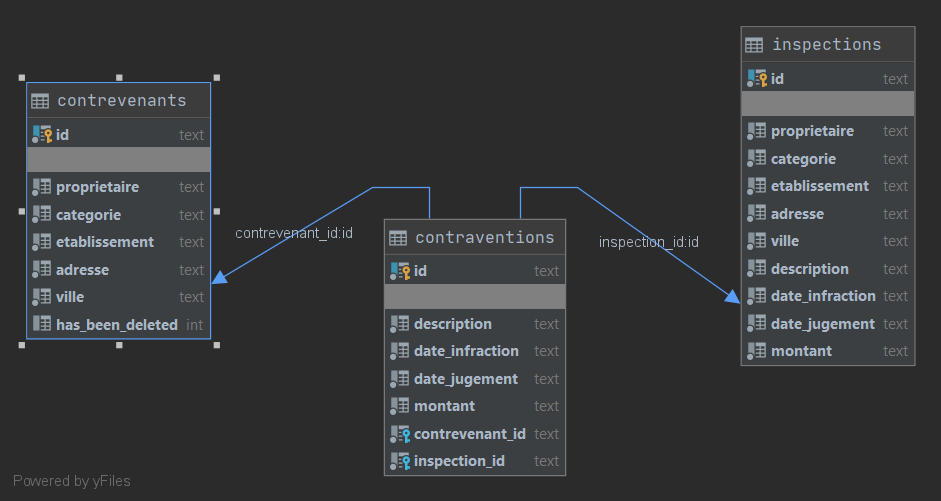 contrevenants
id text
proprietaire text
categorie text
etablissement text
adresse text
ville text
has_been_deleted int
contrevenant_id:id
contraventions
id text
description text
date_infraction text
date_jugement text
montant text
contrevenant_id text
inspection_id text
inspection_id:id
inspections
id text
proprietaire text
categorie text
etablissement text
adresse text
ville text
description text
date_infraction text
date_jugement text
montant text
Powered by yFiles